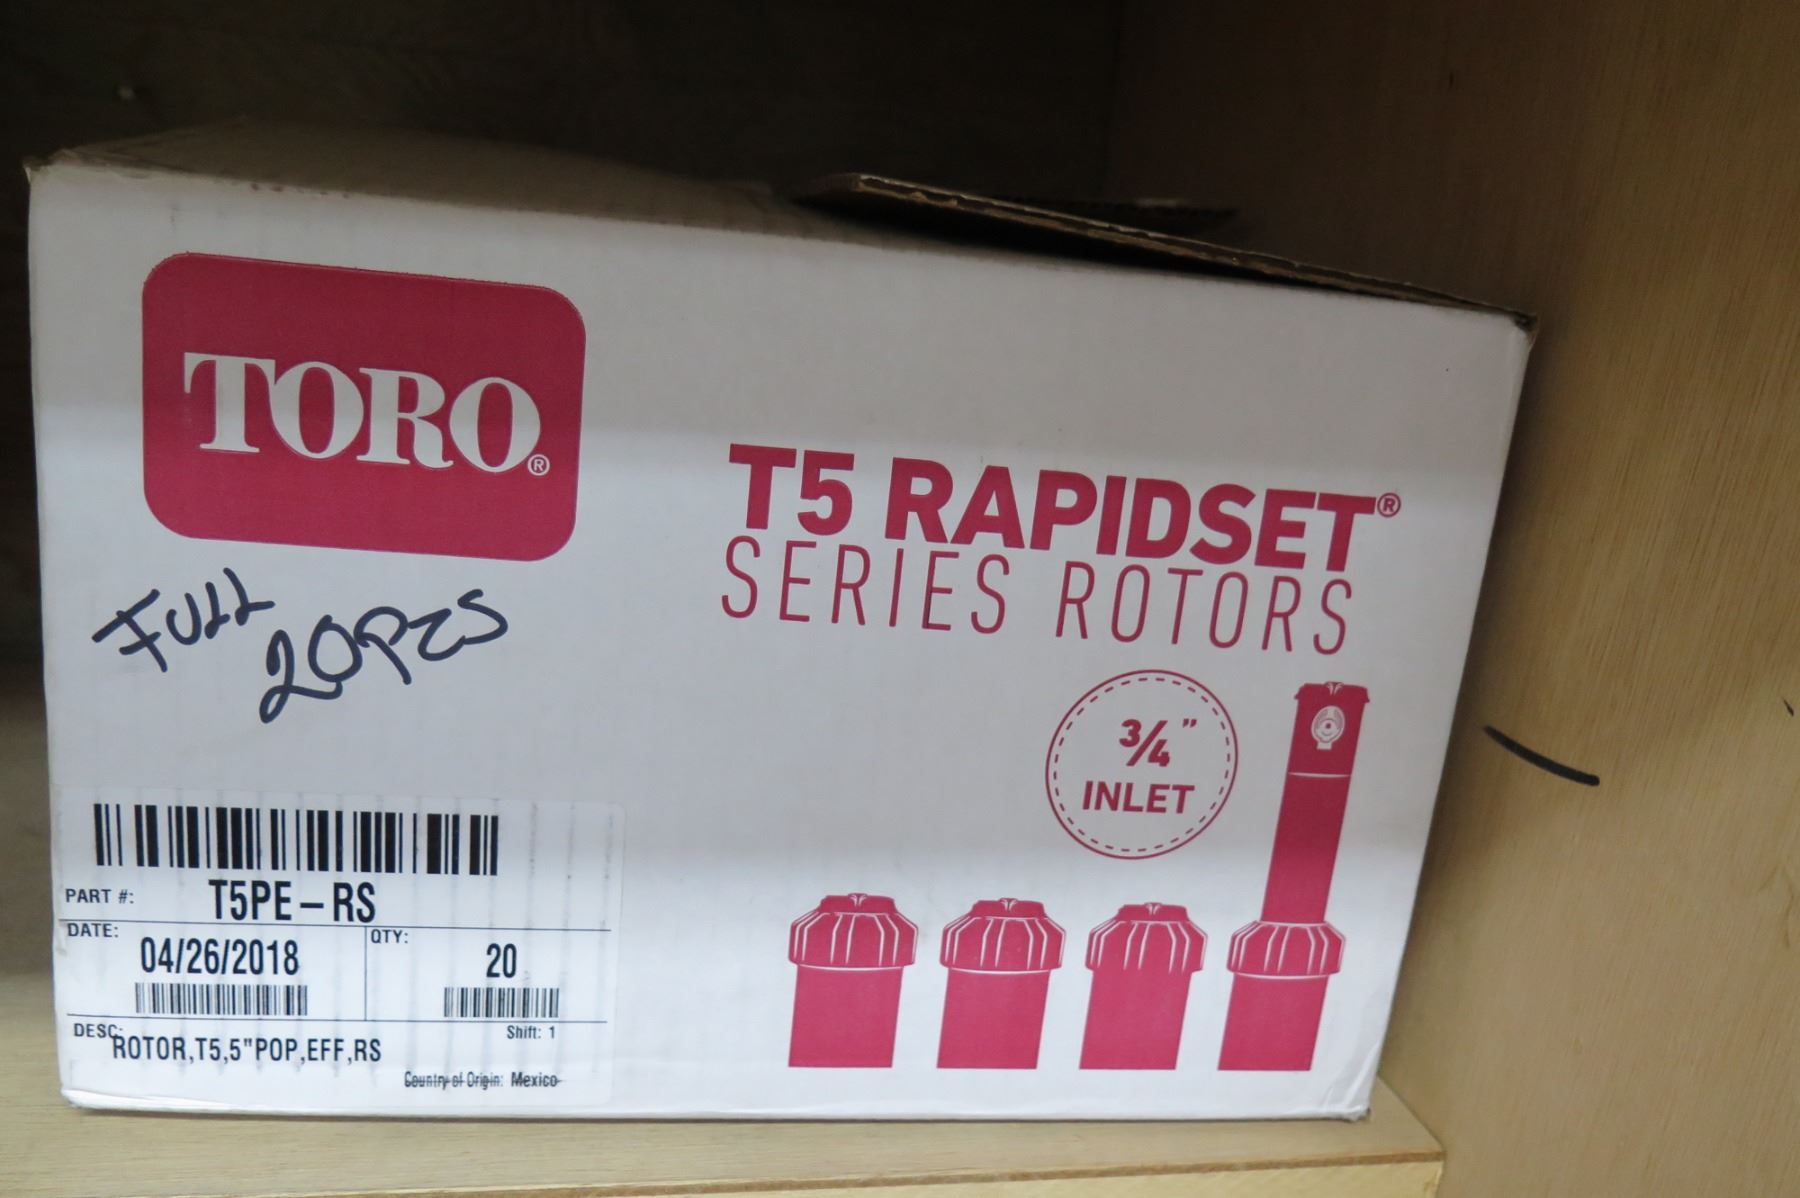 TORO®
T5 RAPIDSET®
SERIES ROTORS
FULL
20PCS
3/4"
INLET
PART #: T5PE-RS
DATE: 04/26/2018 QTY: 20
DESC: ROTOR,T5,5"POP,EFF,RS Shift: 1
Country of Origin: Mexico